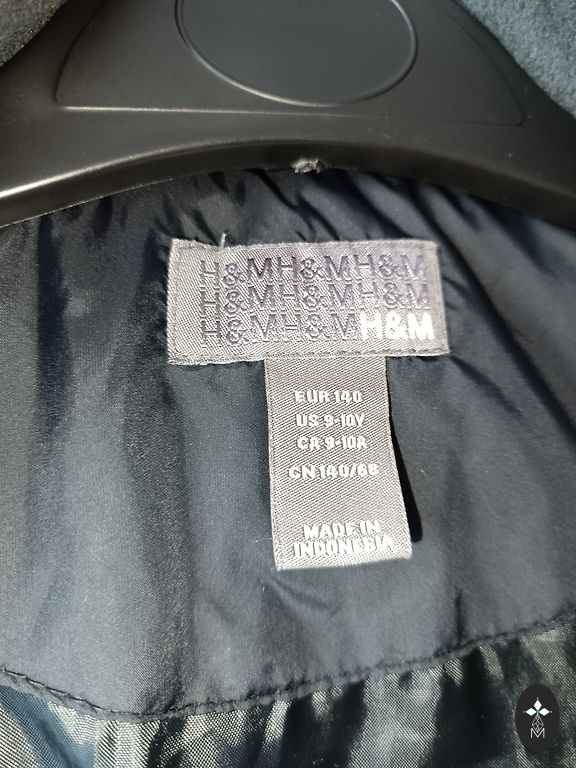 H&MH&MH&M
H&MH&MH&M
H&MH&MH&M
EUR 140
US 9-10Y
CA 9-10A
CN 140/68
MADE IN
INDONESIA
M